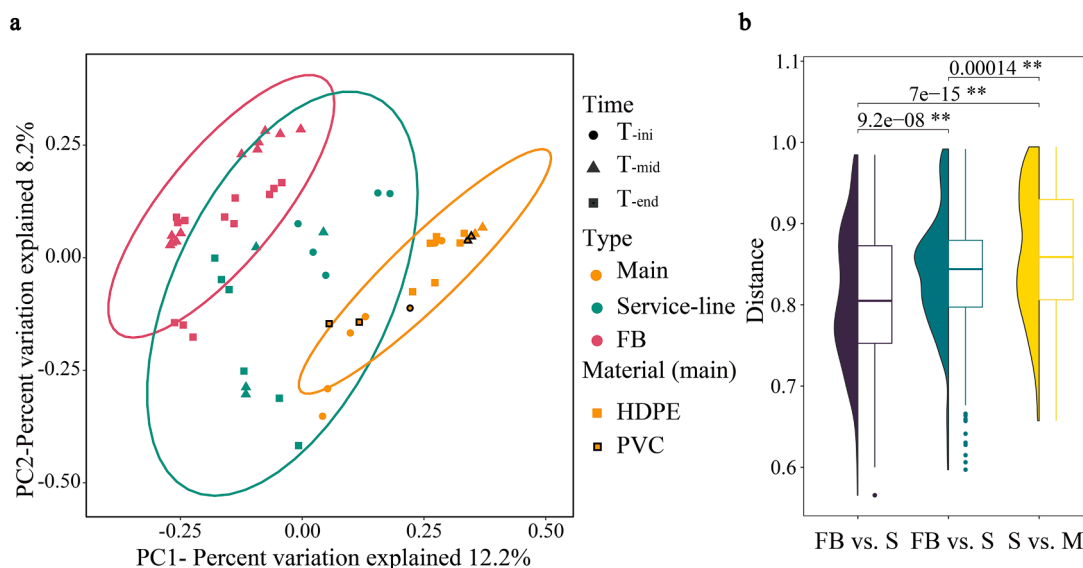 a
b
PC2-Percent variation explained 8.2%
0.25
0.00
-0.25
-0.50
-0.25
0.00
0.25
0.50
PC1- Percent variation explained 12.2%
Time
T-ini
T-mid
T-end
Type
Main
Service-line
FB
Material (main)
HDPE
PVC
Distance
1.1
1.0
0.9
0.8
0.7
0.6
0.00014 **
7e−15 **
9.2e−08 **
FB vs. S FB vs. S S vs. M